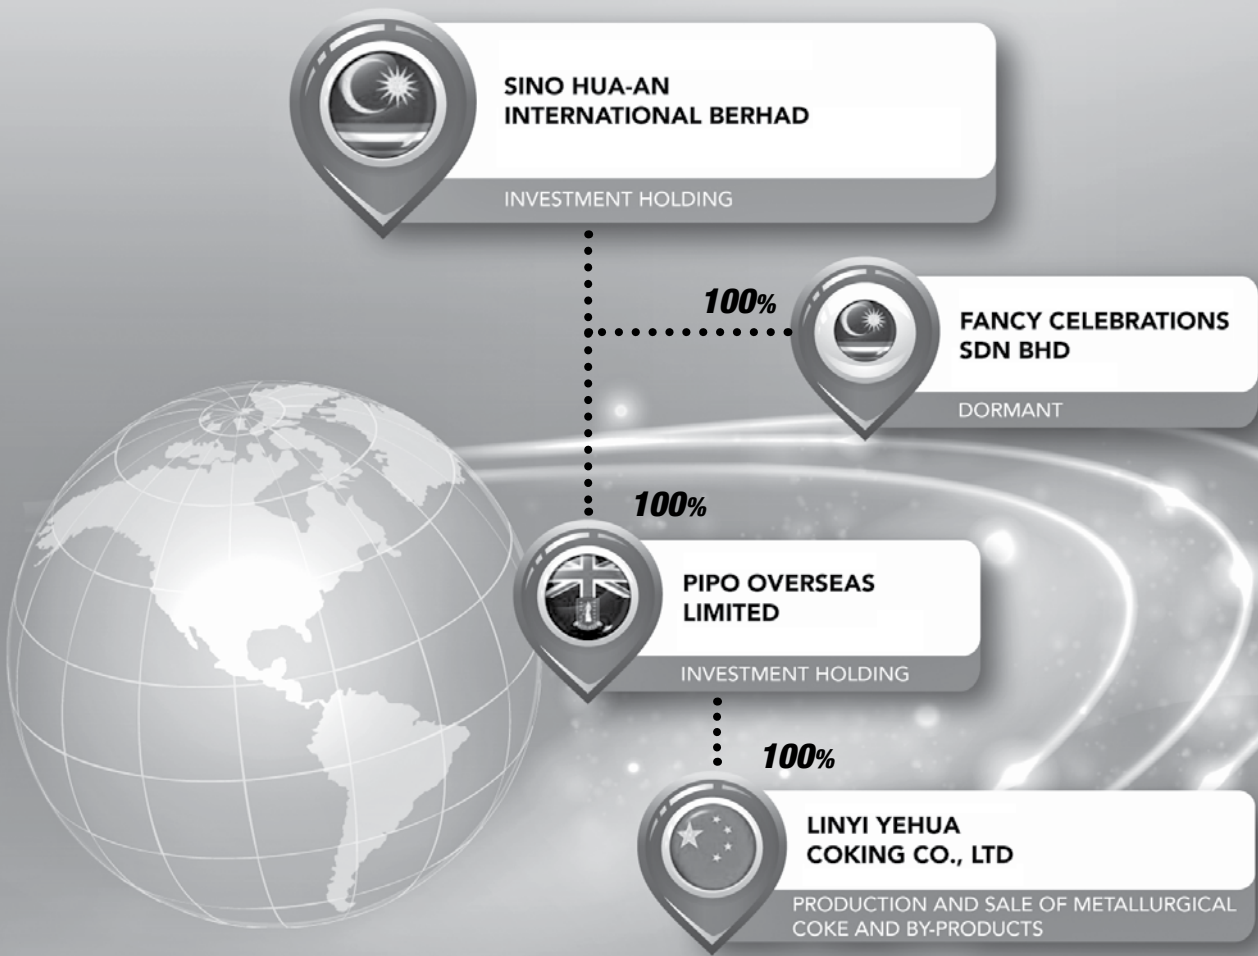 SINO HUA-AN
INTERNATIONAL BERHAD
INVESTMENT HOLDING
100%
FANCY CELEBRATIONS
SDN BHD
DORMANT
100%
PIPO OVERSEAS
LIMITED
INVESTMENT HOLDING
100%
LINYI YEHUA
COKING CO., LTD
PRODUCTION AND SALE OF METALLURGICAL
COKE AND BY-PRODUCTS